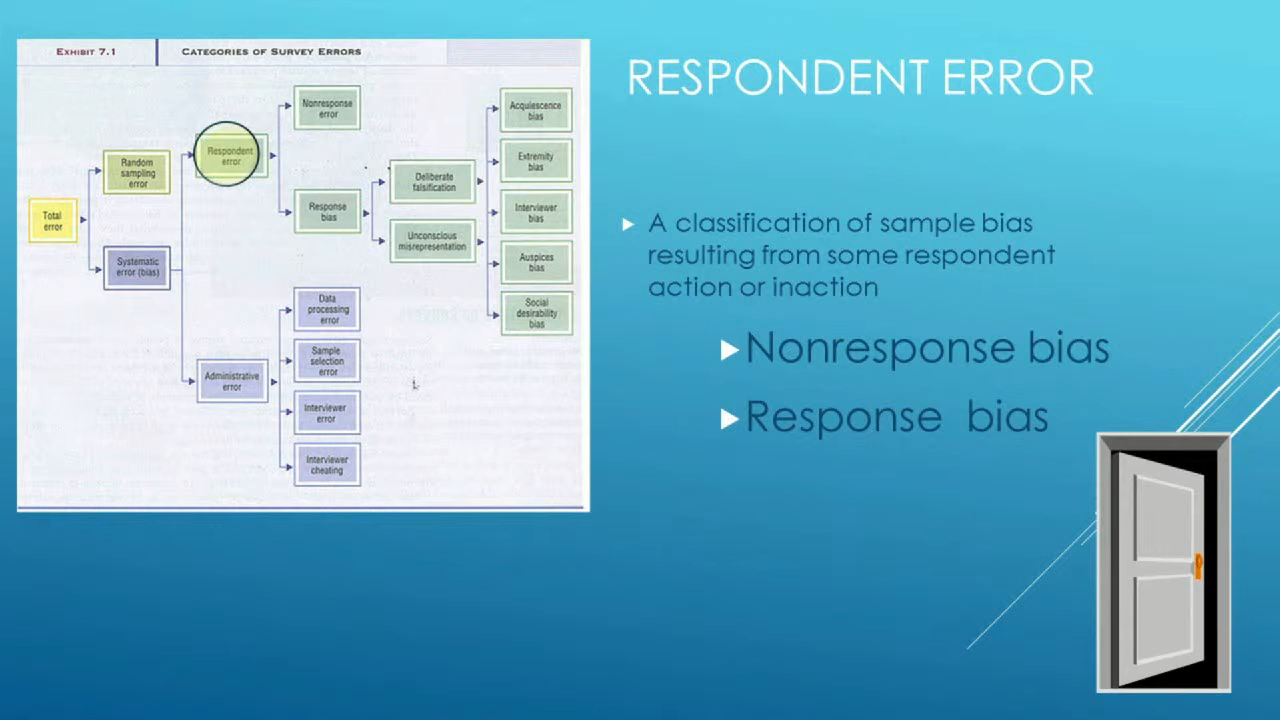 EXHIBIT 7.1
CATEGORIES OF SURVEY ERRORS
Total
error
Random
sampling
error
Systematic
error (bias)
Respondent
error
Administrative
error
Nonresponse
error
Response
bias
Data
processing
error
Sample
selection
error
Interviewer
error
Interviewer
cheating
Deliberate
falsification
Unconscious
misrepresentation
Acquiescence
bias
Extremity
bias
Interviewer
bias
Auspices
bias
Social
desirability
bias
RESPONDENT ERROR
A classification of sample bias
resulting from some respondent
action or inaction
Nonresponse bias
Response bias